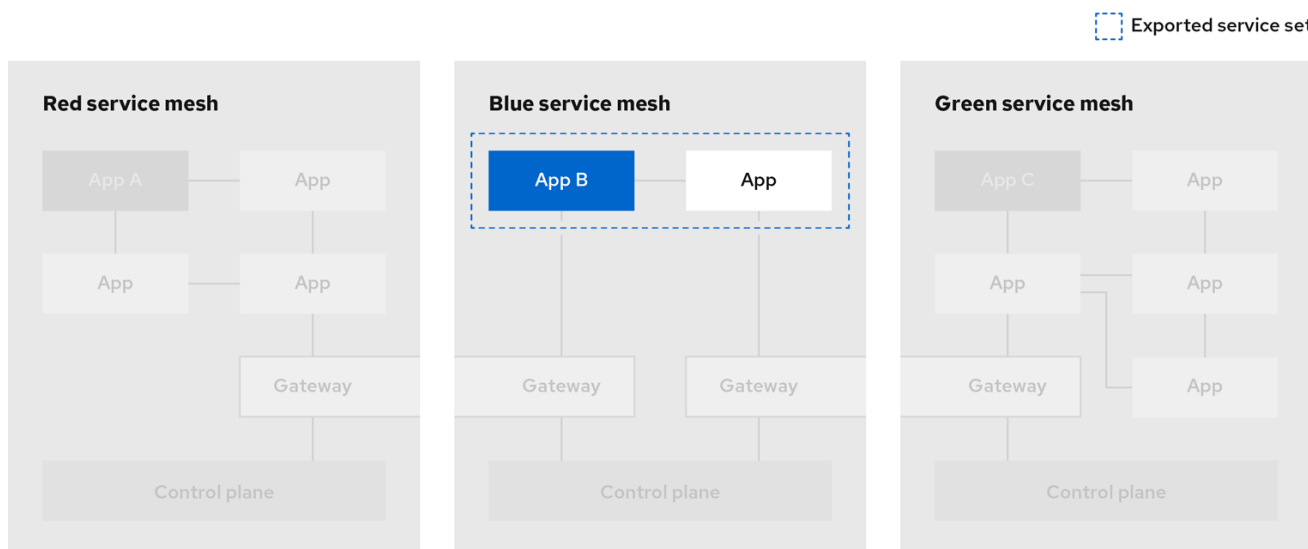 Exported service set
Red service mesh
App A
App
App
App
Gateway
Control plane
Blue service mesh
App B
App
Gateway
Gateway
Control plane
Green service mesh
App C
App
App
App
App
Gateway
Control plane